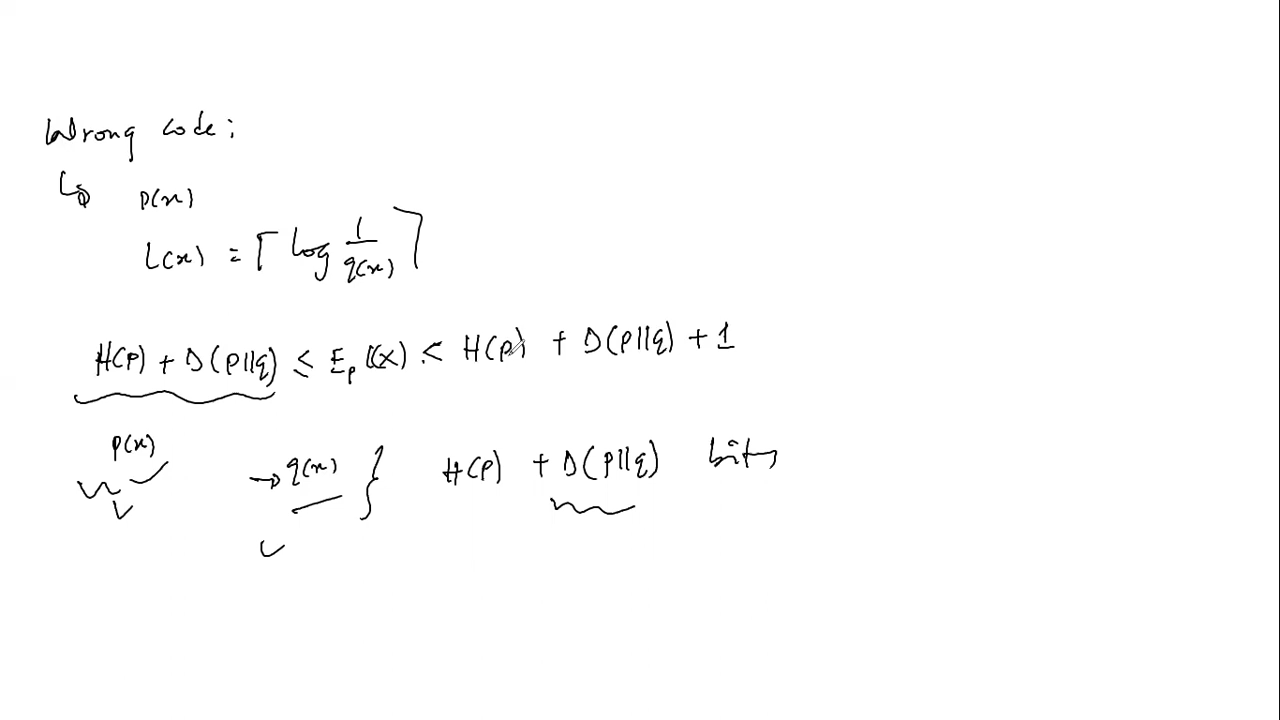 Wrong code:
↳ p(x)
l(x) = ⌈ log 1/q(x) ⌉
H(p) + D(p||q) ≤ E_p l(x) < H(p) + D(p||q) + 1
p(x) → q(x) } H(p) + D(p||q) bits